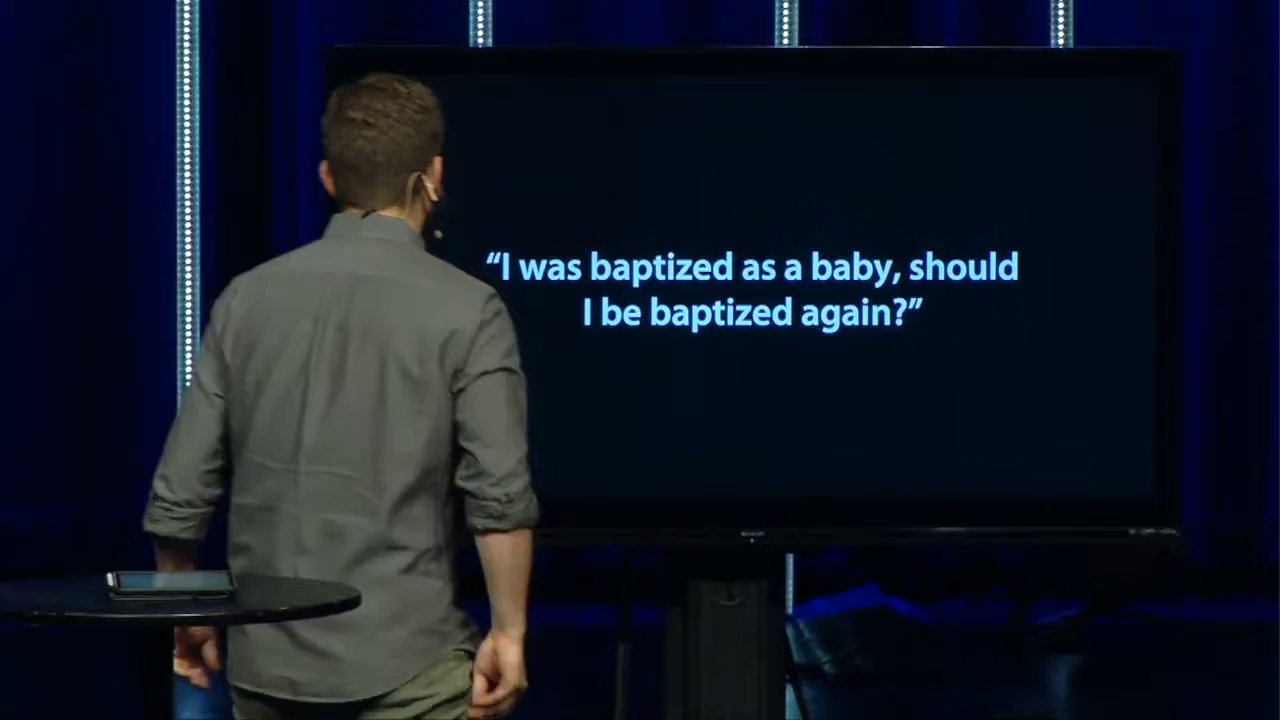 “I was baptized as a baby, should
I be baptized again?”